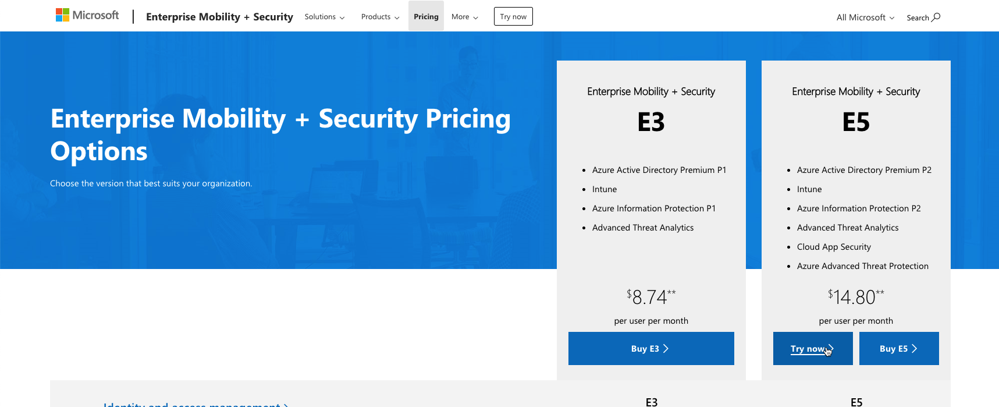 Microsoft
Enterprise Mobility + Security
Solutions
Products
Pricing
More
Try now
All Microsoft
Search
Enterprise Mobility + Security Pricing
Options
Choose the version that best suits your organization.
Enterprise Mobility + Security
E3
• Azure Active Directory Premium P1
• Intune
• Azure Information Protection P1
• Advanced Threat Analytics
$8.74**
per user per month
Buy E3
Enterprise Mobility + Security
E5
• Azure Active Directory Premium P2
• Intune
• Azure Information Protection P2
• Advanced Threat Analytics
• Cloud App Security
• Azure Advanced Threat Protection
$14.80**
per user per month
Try now
Buy E5
Identity and access management
E3
E5